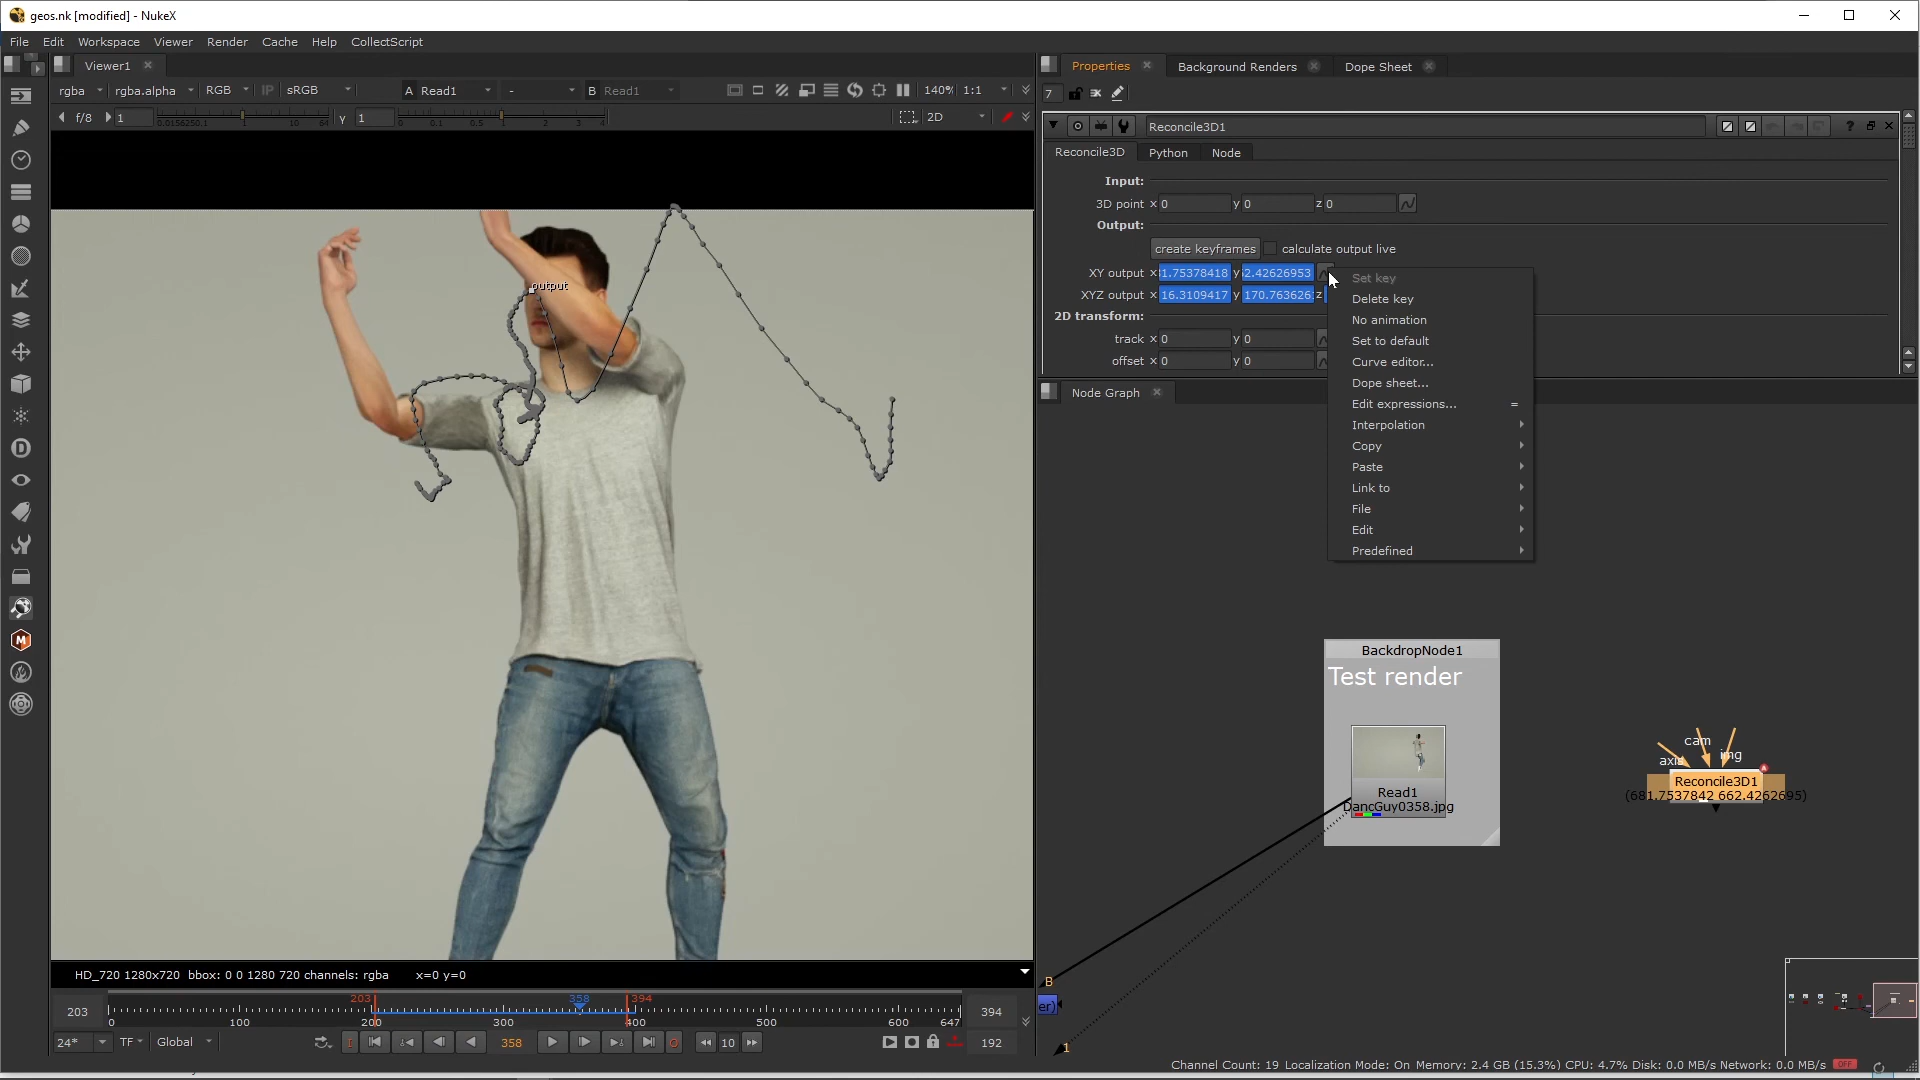 geos.nk [modified] - NukeX
File Edit Workspace Viewer Render Cache Help CollectScript
Viewer1
rgba rgba.alpha RGB IP sRGB A Read1 - B Read1 140% 1:1
f/8 1 y 1 2D
Properties Background Renders Dope Sheet
7
Reconcile3D1
Reconcile3D Python Node
Input:
3D point x 0 y 0 z 0
Output:
create keyframes calculate output live
XY output x 1.75378418 y 2.42626953
XYZ output x 16.3109417 y 170.763626 z
2D transform:
track x 0 y 0
offset x 0 y 0
Set key
Delete key
No animation
Set to default
Curve editor...
Dope sheet...
Edit expressions... =
Interpolation
Copy
Paste
Link to
File
Edit
Predefined
output
Node Graph
BackdropNode1
Test render
Read1
DancGuy0358.jpg
cam
axis
img
Reconcile3D1
(681.7537842 662.4262695)
B
er)
1
HD_720 1280x720 bbox: 0 0 1280 720 channels: rgba x=0 y=0
203 358 394
203 394
0 100 200 300 400 500 600 647
24* TF Global 358 10 192
Channel Count: 19 Localization Mode: On Memory: 2.4 GB (15.3%) CPU: 4.7% Disk: 0.0 MB/s Network: 0.0 MB/s OFF